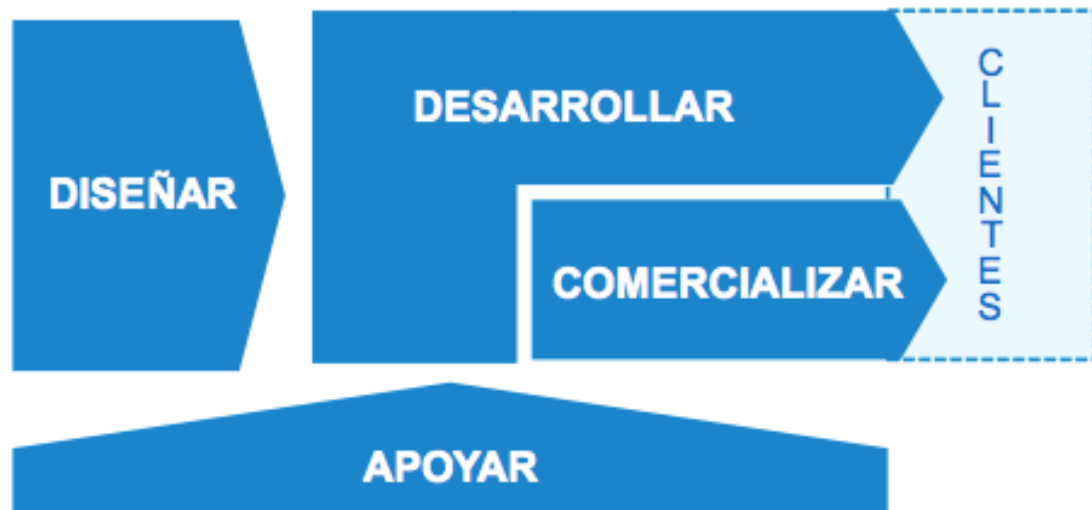 DISEÑAR
DESARROLLAR
COMERCIALIZAR
CLIENTES
APOYAR